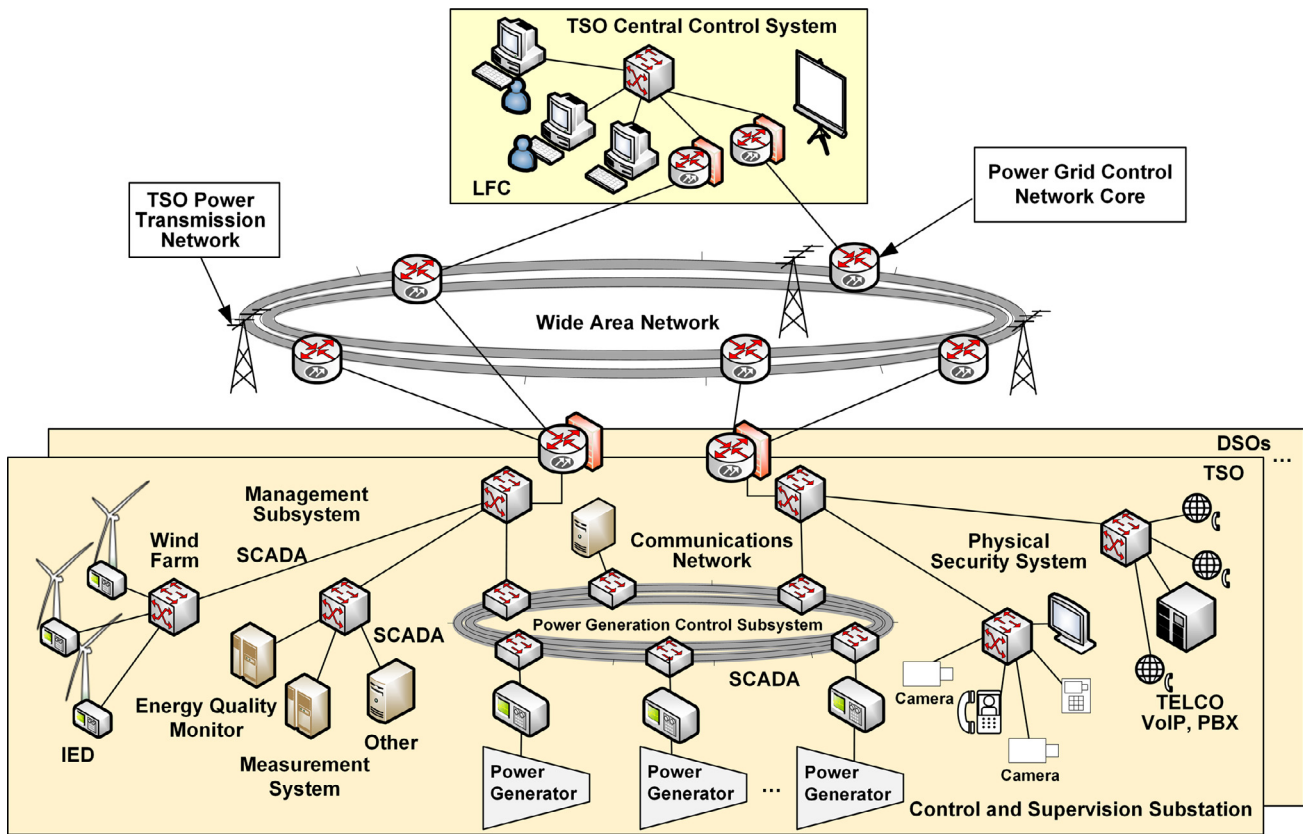 TSO Central Control System
LFC
TSO Power
Transmission
Network
Power Grid Control
Network Core
Wide Area Network
DSOs
...
TSO
Management
Subsystem
Wind
Farm
SCADA
Communications
Network
Physical
Security System
Power Generation Control Subsystem
SCADA
SCADA
Energy Quality
Monitor
IED
Measurement
System
Other
Camera
Camera
TELCO
VoIP, PBX
Power
Generator
Power
Generator
...
Power
Generator
Control and Supervision Substation